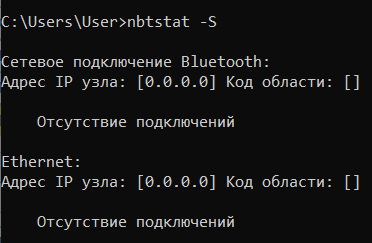 C:\Users\User>nbtstat -S
Сетевое подключение Bluetooth:
Адрес IP узла: [0.0.0.0] Код области: []
Отсутствие подключений
Ethernet:
Адрес IP узла: [0.0.0.0] Код области: []
Отсутствие подключений